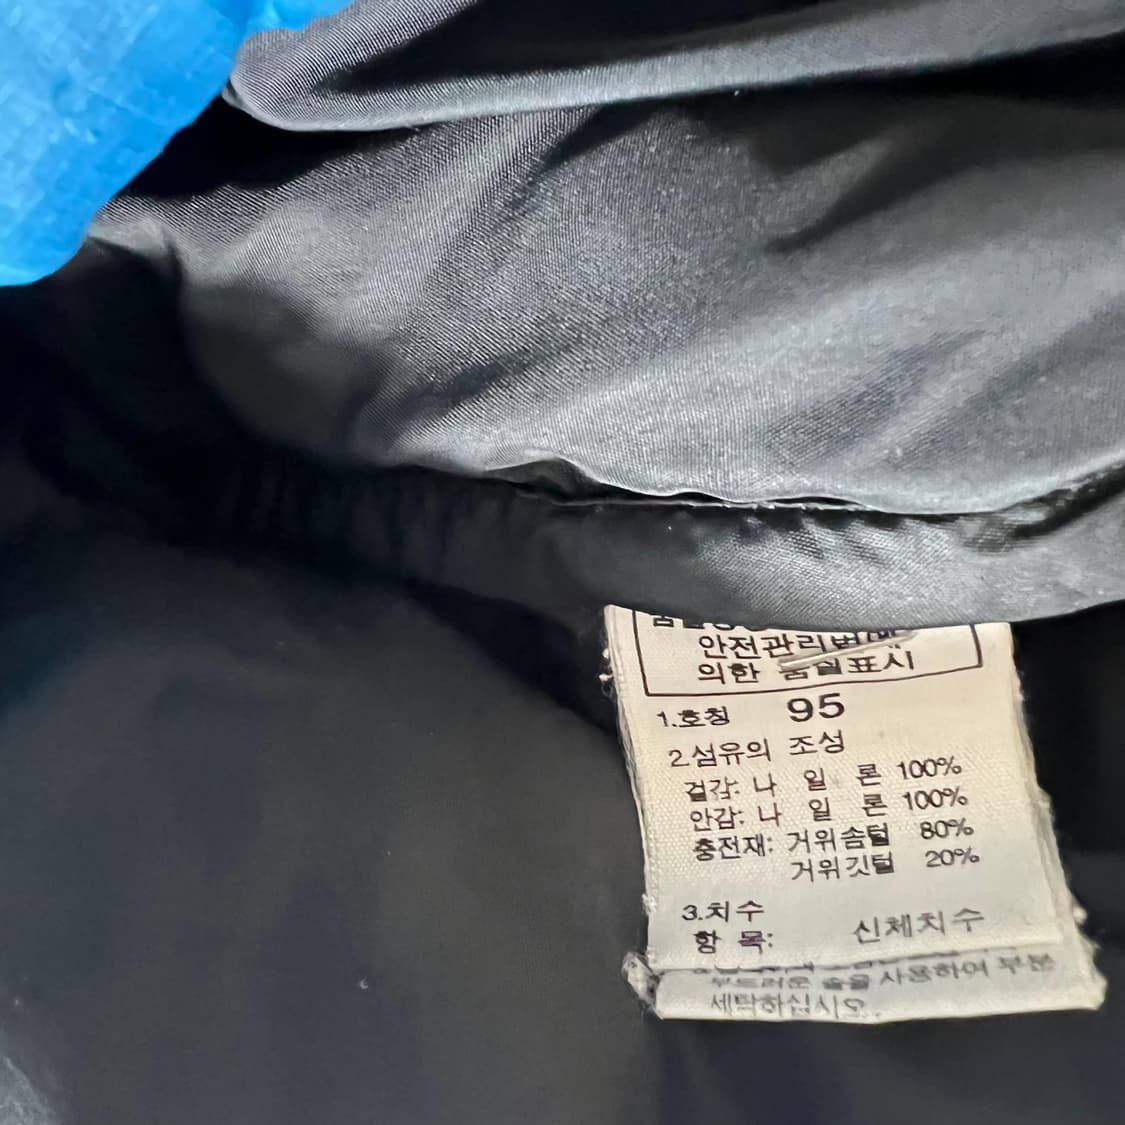 안전관리법에
의한 품질표시
1.호칭 95
2.섬유의 조성
겉감: 나 일 론 100%
안감: 나 일 론 100%
충전재: 거위솜털 80%
거위깃털 20%
3.치수
항 목: 신체치수
부드러운 솔을 사용하여 부분
세탁하십시오.